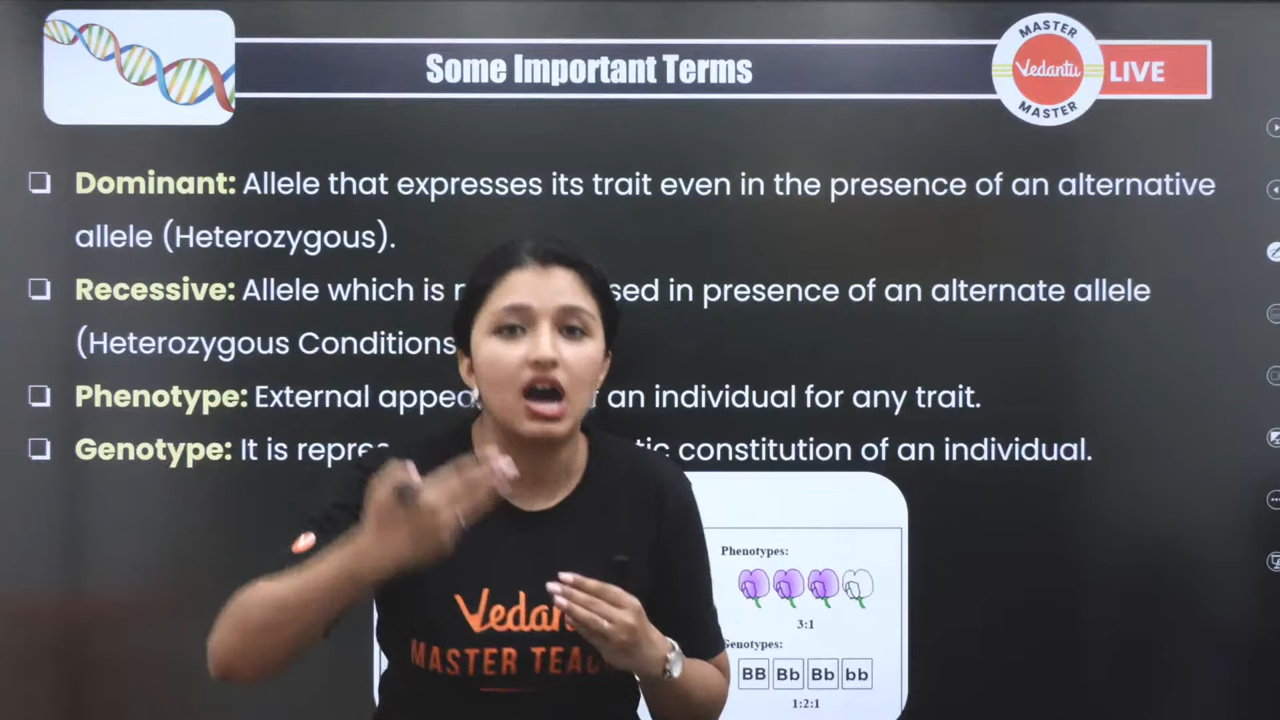 Some Important Terms
MASTER
Vedantu
MASTER
LIVE
Dominant: Allele that expresses its trait even in the presence of an alternative
allele (Heterozygous).
Recessive: Allele which is in presence of an alternate allele
(Heterozygous Conditions
Phenotype: External an individual for any trait.
Genotype: It is constitution of an individual.
Phenotypes:
3:1
Genotypes:
BB Bb Bb bb
1:2:1
MASTER